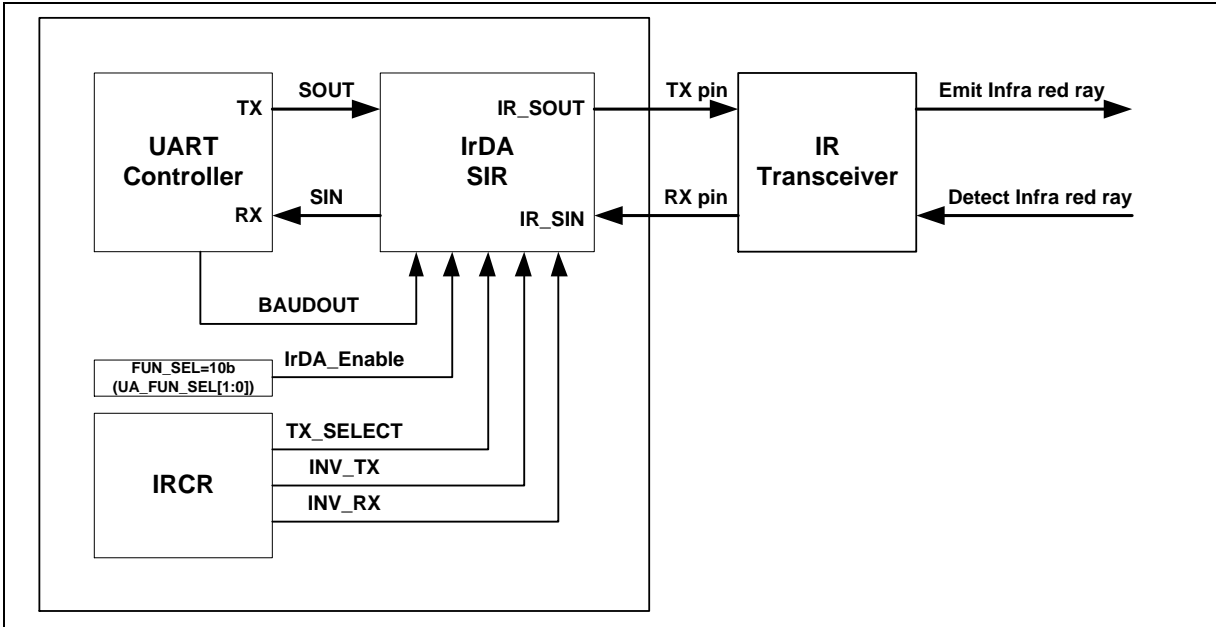 SOUT
TX pin
Emit Infra red ray
TX
IR_SOUT
UART
Controller
IrDA
SIR
IR
Transceiver
SIN
RX pin
Detect Infra red ray
RX
IR_SIN
BAUDOUT
FUN_SEL=10b
(UA_FUN_SEL[1:0])
IrDA_Enable
TX_SELECT
INV_TX
IRCR
INV_RX